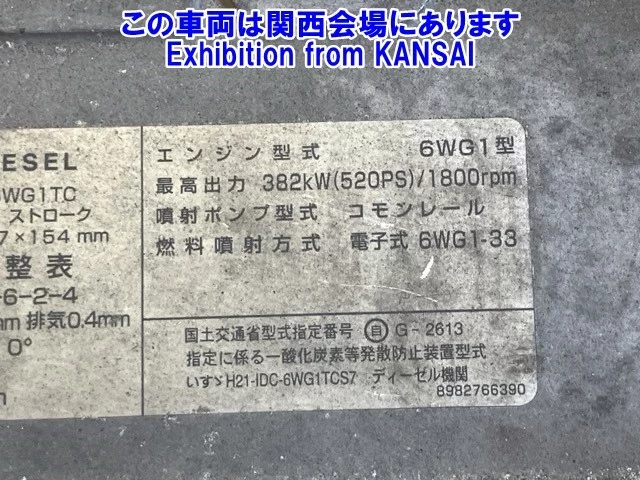 この車両は関西会場にあります
Exhibition from KANSAI
ESEL
WG1TC
ストローク
7×154 mm
整表
-6-2-4
mm 排気0.4mm
0°
m
エンジン型式 6WG1型
最高出力 382kW(520PS)/1800rpm
噴射ポンプ型式 コモンレール
燃料噴射方式 電子式 6WG1-33
国土交通省型式指定番号 自 G-2613
指定に係る一酸化炭素等発散防止装置型式
いすゞH21-IDC-6WG1TCS7 ディーゼル機関
8982766390